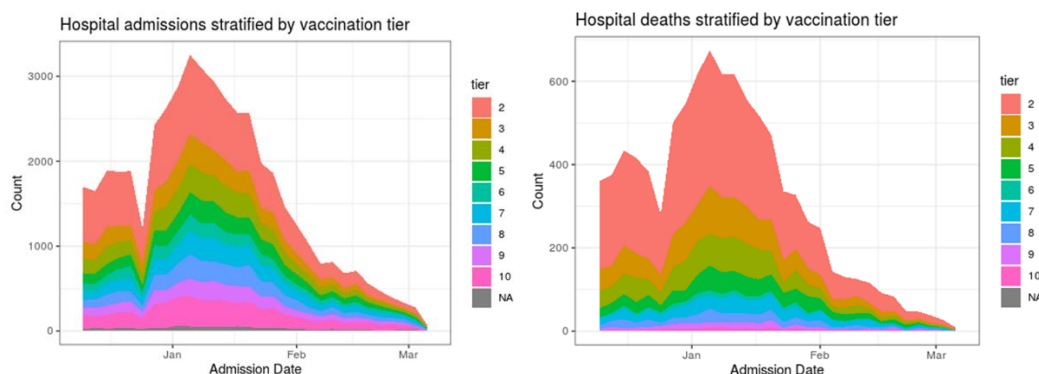 Hospital admissions stratified by vaccination tier
3000
2000
1000
0
Count
Jan
Feb
Mar
Admission Date
tier
2
3
4
5
6
7
8
9
10
NA
Hospital deaths stratified by vaccination tier
600
400
200
0
Count
Jan
Feb
Mar
Admission Date
tier
2
3
4
5
6
7
8
9
10
NA